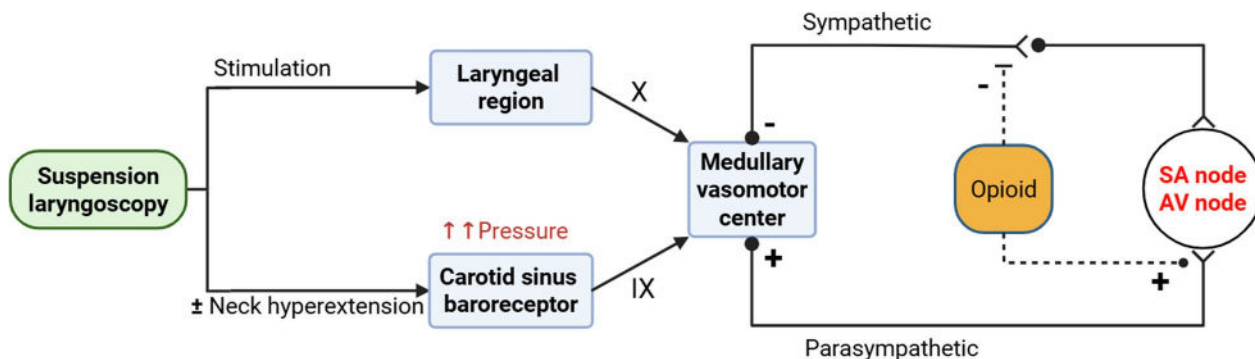 Suspension
laryngoscopy
Stimulation
± Neck hyperextension
Laryngeal
region
↑↑Pressure
Carotid sinus
baroreceptor
X
IX
Medullary
vasomotor
center
-
+
Sympathetic
-
Opioid
+
SA node
AV node
Parasympathetic